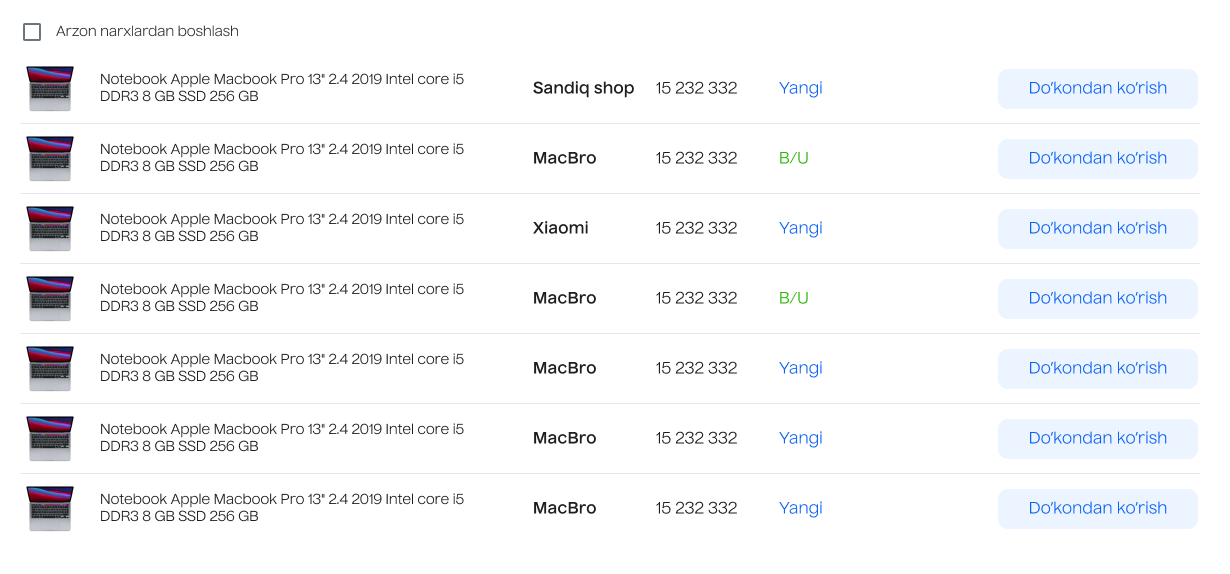 Arzon narxlardan boshlash
Notebook Apple Macbook Pro 13" 2.4 2019 Intel core i5
DDR3 8 GB SSD 256 GB
Sandiq shop 15 232 332 Yangi Do‘kondan ko‘rish
Notebook Apple Macbook Pro 13" 2.4 2019 Intel core i5
DDR3 8 GB SSD 256 GB
MacBro 15 232 332 B/U Do‘kondan ko‘rish
Notebook Apple Macbook Pro 13" 2.4 2019 Intel core i5
DDR3 8 GB SSD 256 GB
Xiaomi 15 232 332 Yangi Do‘kondan ko‘rish
Notebook Apple Macbook Pro 13" 2.4 2019 Intel core i5
DDR3 8 GB SSD 256 GB
MacBro 15 232 332 B/U Do‘kondan ko‘rish
Notebook Apple Macbook Pro 13" 2.4 2019 Intel core i5
DDR3 8 GB SSD 256 GB
MacBro 15 232 332 Yangi Do‘kondan ko‘rish
Notebook Apple Macbook Pro 13" 2.4 2019 Intel core i5
DDR3 8 GB SSD 256 GB
MacBro 15 232 332 Yangi Do‘kondan ko‘rish
Notebook Apple Macbook Pro 13" 2.4 2019 Intel core i5
DDR3 8 GB SSD 256 GB
MacBro 15 232 332 Yangi Do‘kondan ko‘rish